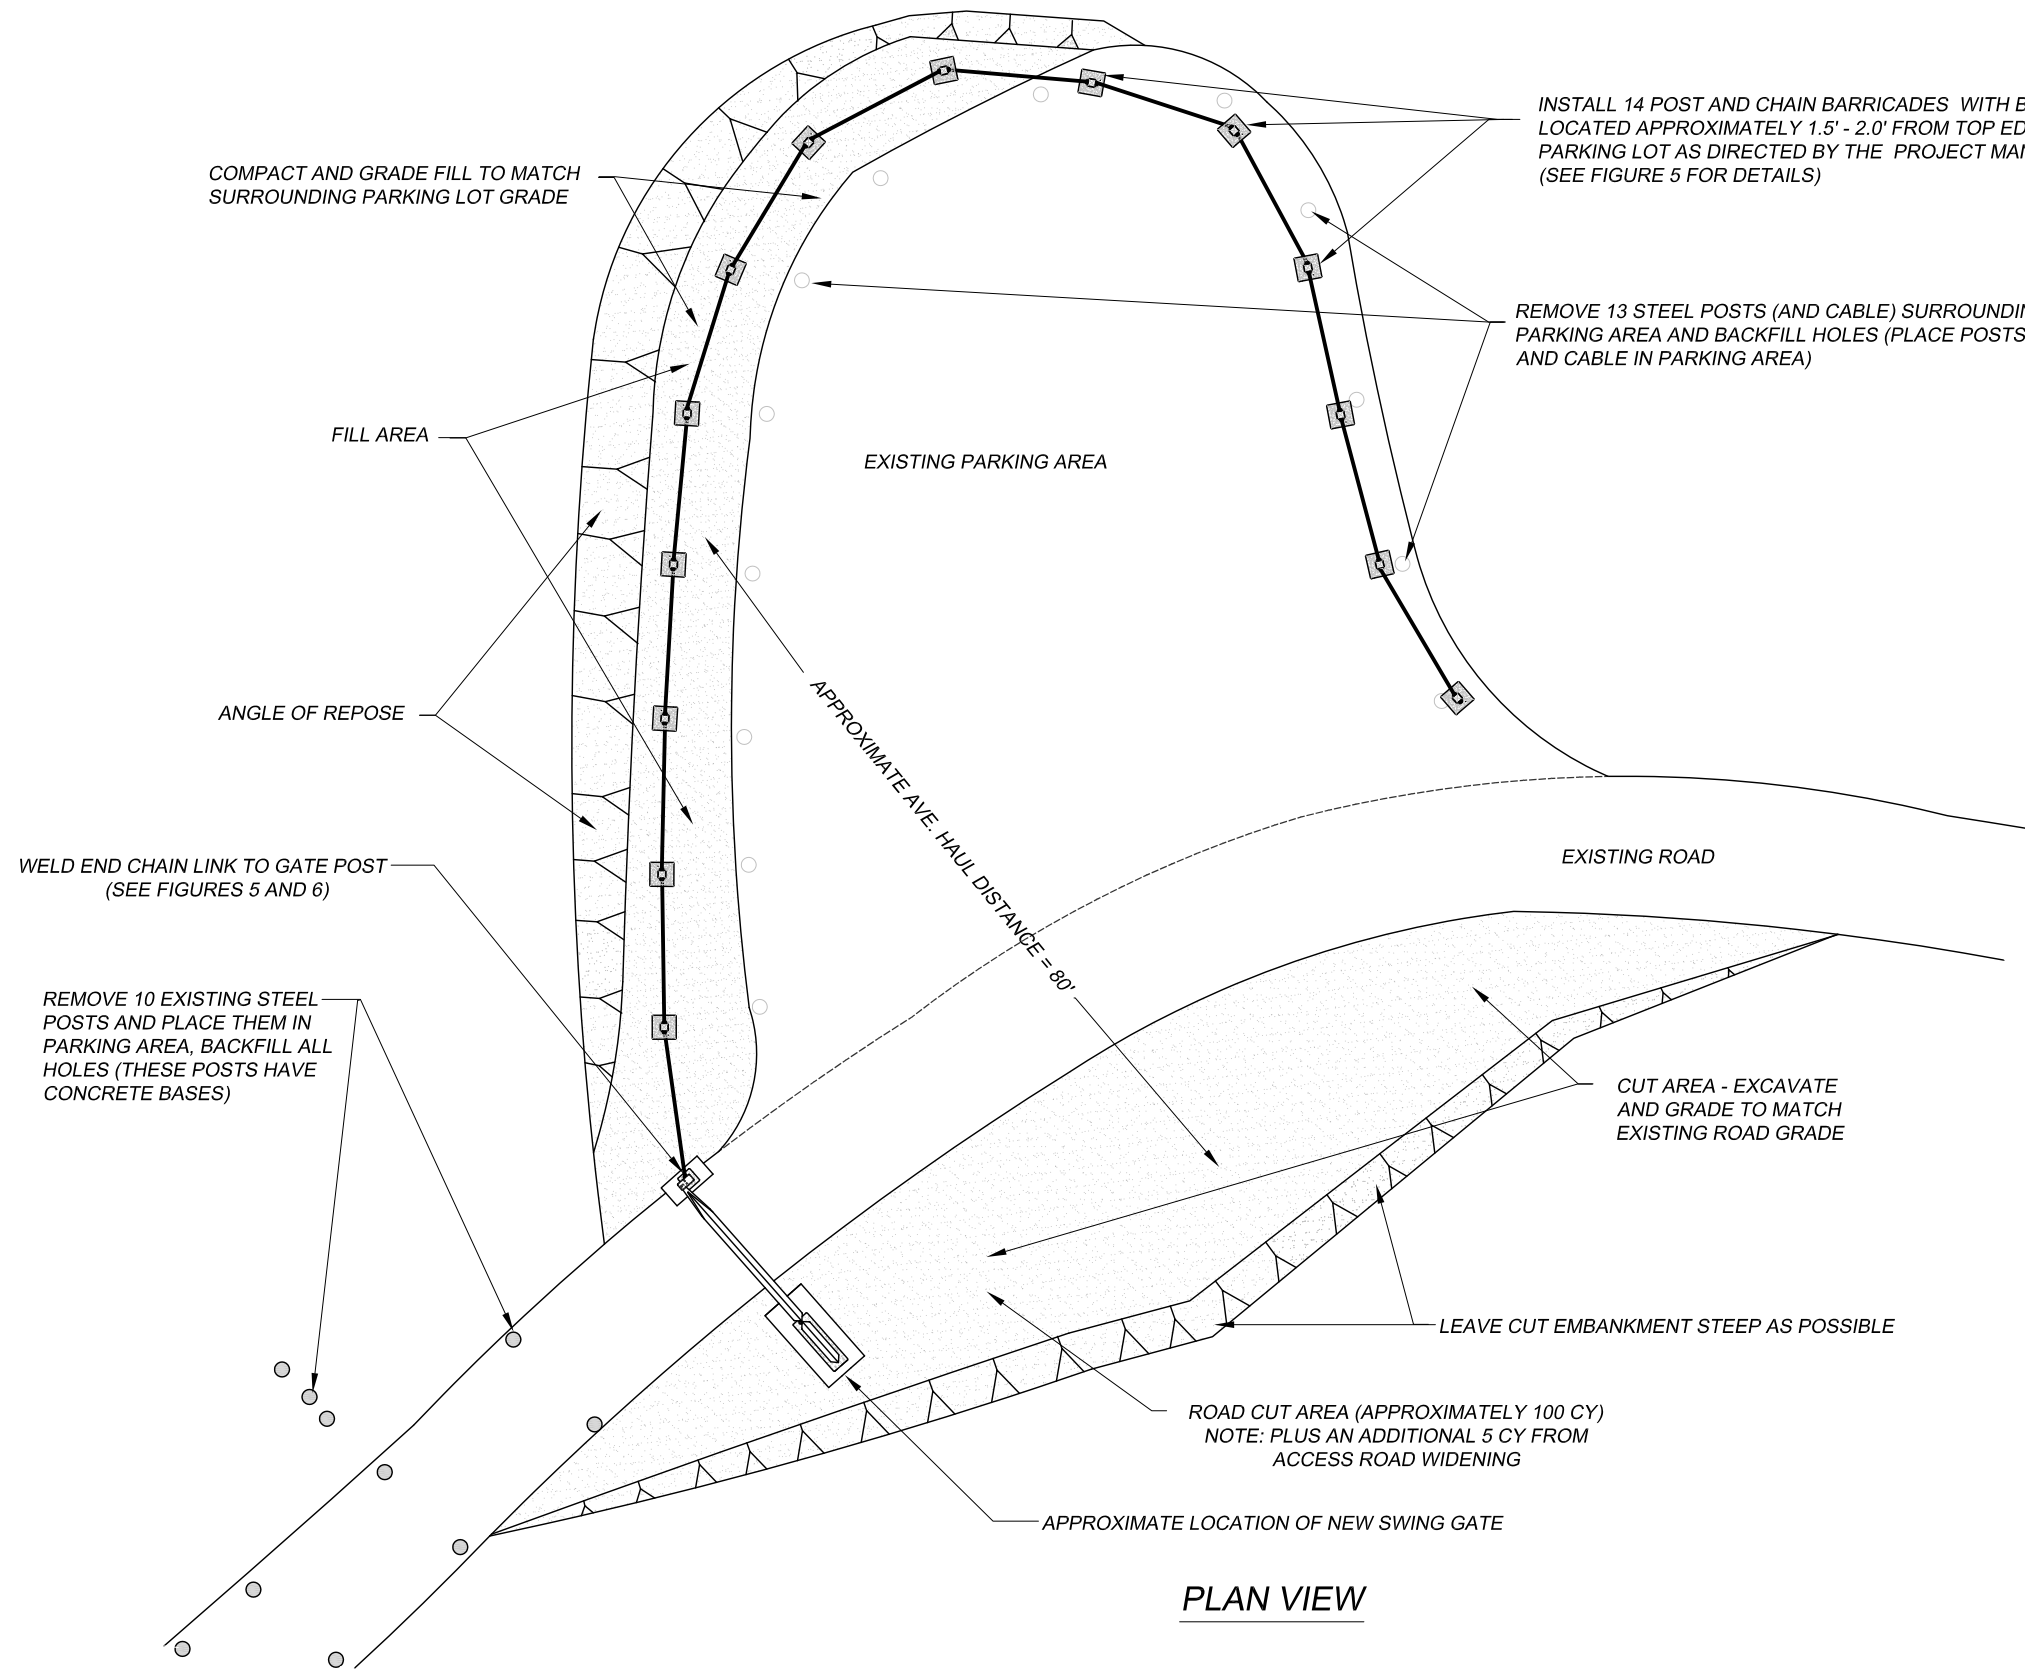 INSTALL 14 POST AND CHAIN BARRICADES WITH B
LOCATED APPROXIMATELY 1.5' - 2.0' FROM TOP ED
PARKING LOT AS DIRECTED BY THE PROJECT MAN
(SEE FIGURE 5 FOR DETAILS)
COMPACT AND GRADE FILL TO MATCH
SURROUNDING PARKING LOT GRADE
REMOVE 13 STEEL POSTS (AND CABLE) SURROUNDIN
PARKING AREA AND BACKFILL HOLES (PLACE POSTS
AND CABLE IN PARKING AREA)
FILL AREA
EXISTING PARKING AREA
ANGLE OF REPOSE
APPROXIMATE AVE. HAUL DISTANCE = 80'
WELD END CHAIN LINK TO GATE POST
(SEE FIGURES 5 AND 6)
EXISTING ROAD
REMOVE 10 EXISTING STEEL
POSTS AND PLACE THEM IN
PARKING AREA, BACKFILL ALL
HOLES (THESE POSTS HAVE
CONCRETE BASES)
CUT AREA - EXCAVATE
AND GRADE TO MATCH
EXISTING ROAD GRADE
LEAVE CUT EMBANKMENT STEEP AS POSSIBLE
ROAD CUT AREA (APPROXIMATELY 100 CY)
NOTE: PLUS AN ADDITIONAL 5 CY FROM
ACCESS ROAD WIDENING
APPROXIMATE LOCATION OF NEW SWING GATE
PLAN VIEW